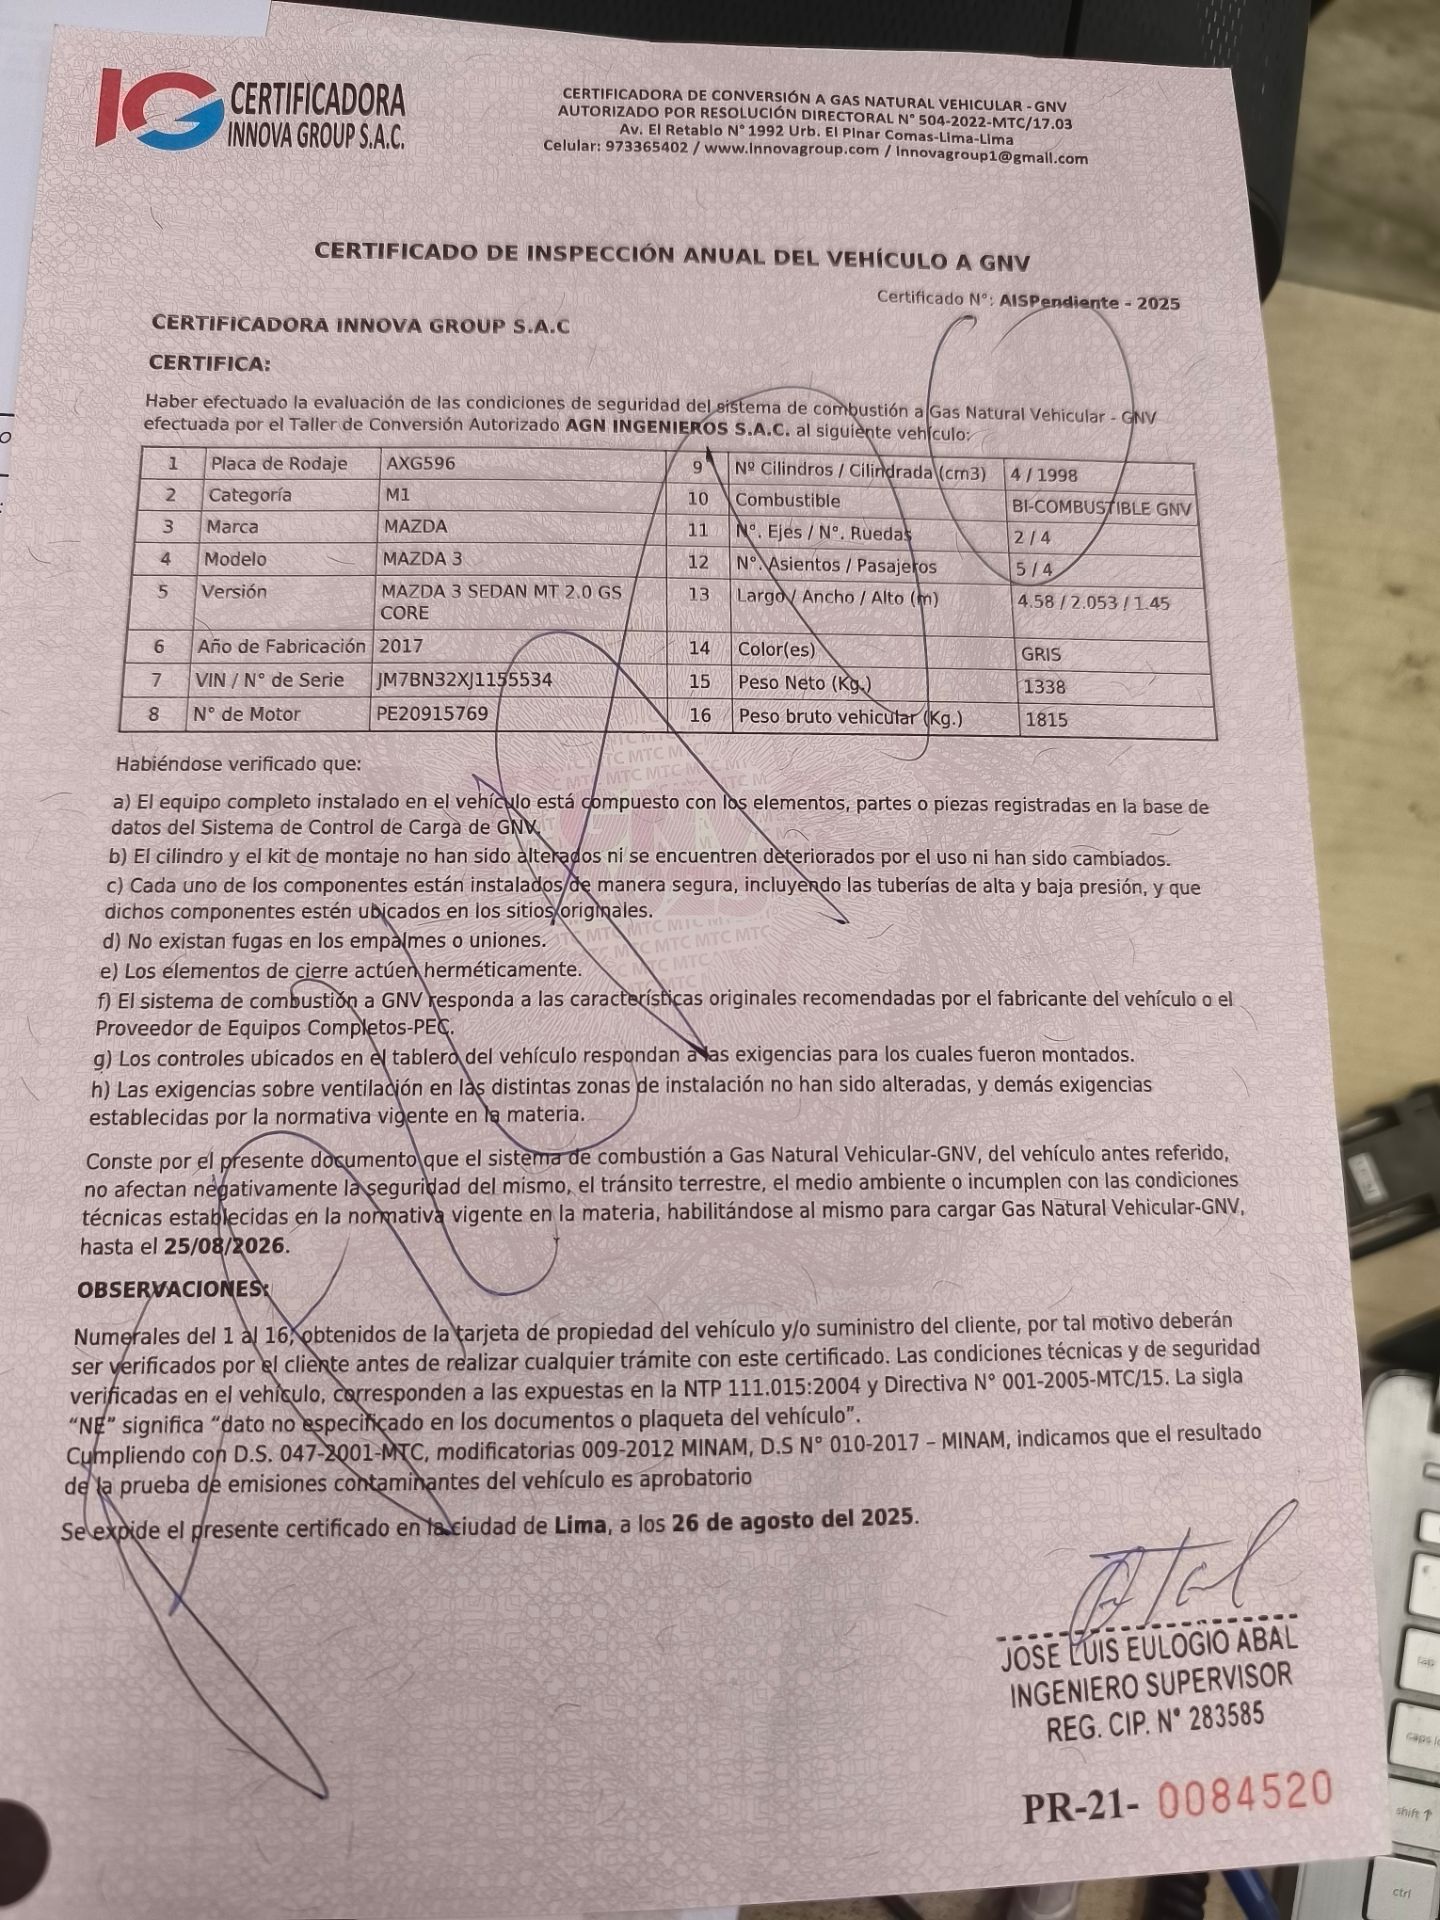 IG CERTIFICADORA
INNOVA GROUP S.A.C.
CERTIFICADORA DE CONVERSIÓN A GAS NATURAL VEHICULAR - GNV
AUTORIZADO POR RESOLUCIÓN DIRECTORAL N° 504-2022-MTC/17.03
Av. El Retablo N° 1992 Urb. El Pinar Comas-Lima-Lima
Celular: 973365402 / www.innovagroup.com / innovagroup1@gmail.com
CERTIFICADO DE INSPECCIÓN ANUAL DEL VEHÍCULO A GNV
Certificado N°: AISPendiente - 2025
CERTIFICADORA INNOVA GROUP S.A.C
CERTIFICA:
Haber efectuado la evaluación de las condiciones de seguridad del sistema de combustión a Gas Natural Vehicular - GNV
efectuada por el Taller de Conversión Autorizado AGN INGENIEROS S.A.C. al siguiente vehículo:
1 Placa de Rodaje AXG596 9 Nº Cilindros / Cilindrada (cm3) 4 / 1998
2 Categoría M1 10 Combustible BI-COMBUSTIBLE GNV
3 Marca MAZDA 11 N°. Ejes / N°. Ruedas 2 / 4
4 Modelo MAZDA 3 12 N°. Asientos / Pasajeros 5 / 4
5 Versión MAZDA 3 SEDAN MT 2.0 GS CORE 13 Largo / Ancho / Alto (m) 4.58 / 2.053 / 1.45
6 Año de Fabricación 2017 14 Color(es) GRIS
7 VIN / N° de Serie JM7BN32XJ1155534 15 Peso Neto (Kg.) 1338
8 N° de Motor PE20915769 16 Peso bruto vehicular (Kg.) 1815
Habiéndose verificado que:
a) El equipo completo instalado en el vehículo está compuesto con los elementos, partes o piezas registradas en la base de
datos del Sistema de Control de Carga de GNV.
b) El cilindro y el kit de montaje no han sido alterados ni se encuentren deteriorados por el uso ni han sido cambiados.
c) Cada uno de los componentes están instalados de manera segura, incluyendo las tuberías de alta y baja presión, y que
dichos componentes estén ubicados en los sitios originales.
d) No existan fugas en los empalmes o uniones.
e) Los elementos de cierre actúen herméticamente.
f) El sistema de combustión a GNV responda a las características originales recomendadas por el fabricante del vehículo o el
Proveedor de Equipos Completos-PEC.
g) Los controles ubicados en el tablero del vehículo respondan a las exigencias para los cuales fueron montados.
h) Las exigencias sobre ventilación en las distintas zonas de instalación no han sido alteradas, y demás exigencias
establecidas por la normativa vigente en la materia.
Conste por el presente documento que el sistema de combustión a Gas Natural Vehicular-GNV, del vehículo antes referido,
no afectan negativamente la seguridad del mismo, el tránsito terrestre, el medio ambiente o incumplen con las condiciones
técnicas establecidas en la normativa vigente en la materia, habilitándose al mismo para cargar Gas Natural Vehicular-GNV,
hasta el 25/08/2026.
OBSERVACIONES:
Numerales del 1 al 16, obtenidos de la tarjeta de propiedad del vehículo y/o suministro del cliente, por tal motivo deberán
ser verificados por el cliente antes de realizar cualquier trámite con este certificado. Las condiciones técnicas y de seguridad
verificadas en el vehículo, corresponden a las expuestas en la NTP 111.015:2004 y Directiva N° 001-2005-MTC/15. La sigla
“NE” significa “dato no especificado en los documentos o plaqueta del vehículo”.
Cumpliendo con D.S. 047-2001-MTC, modificatorias 009-2012 MINAM, D.S N° 010-2017 – MINAM, indicamos que el resultado
de la prueba de emisiones contaminantes del vehículo es aprobatorio
Se expide el presente certificado en la ciudad de Lima, a los 26 de agosto del 2025.
JOSE LUIS EULOGIO ABAL
INGENIERO SUPERVISOR
REG. CIP. N° 283585
PR-21- 0084520
caps
shift
ctrl